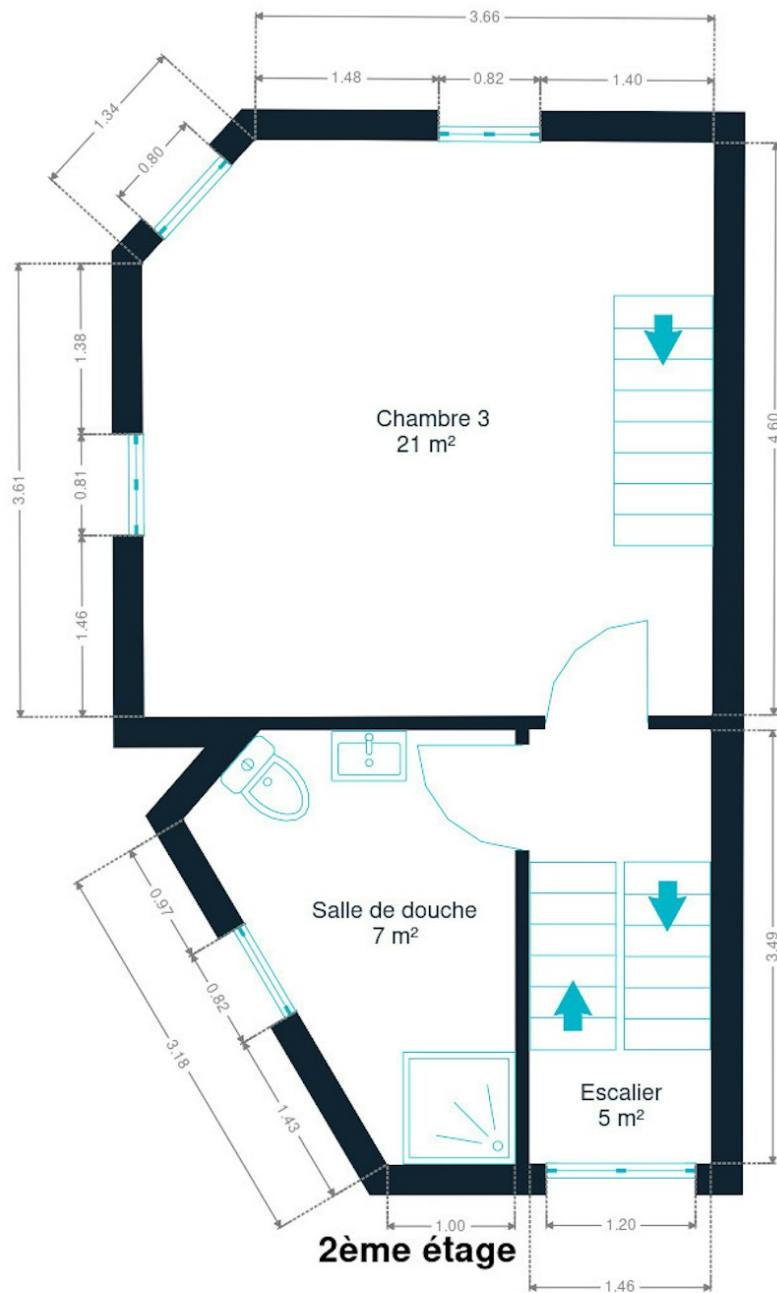 3.66
1.48
0.82
1.40
1.34
0.80
1.38
4.60
Chambre 3
21 m²
3.61
0.81
1.46
0.97
Salle de douche
7 m²
3.49
0.82
3.18
1.43
Escalier
5 m²
1.00
1.20
2ème étage
1.46